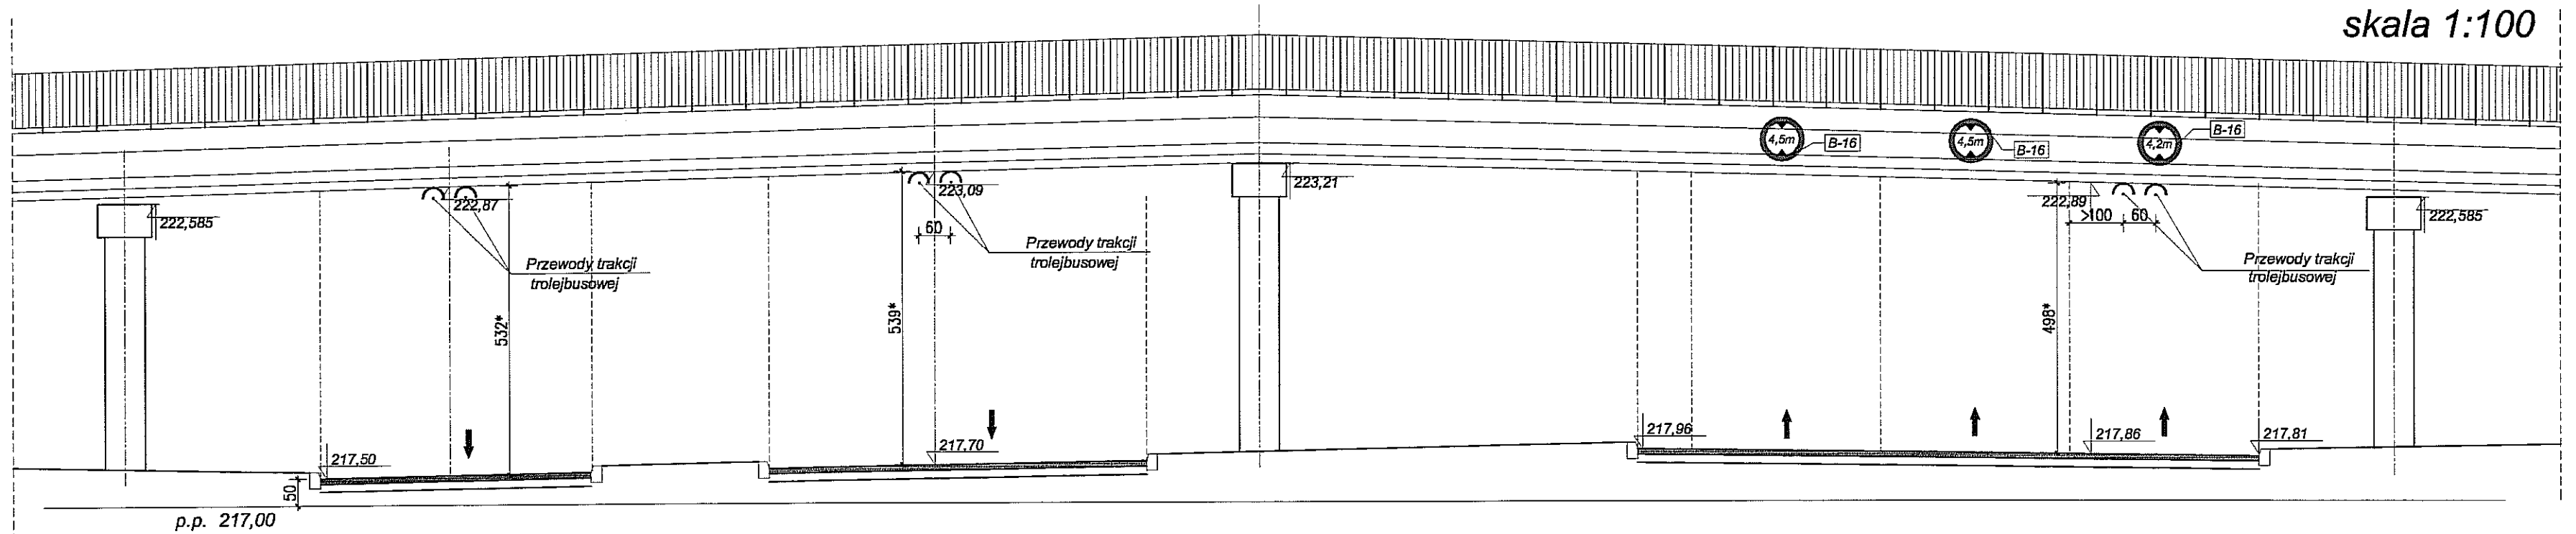 skala 1:100
4,5m
B-16
4,5m
B-16
4,2m
B-16
222,585
222,87
532*
Przewody trakcji
trolejbusowej
223,09
60
539*
Przewody trakcji
trolejbusowej
223,21
222,89
>100
60
498*
Przewody trakcji
trolejbusowej
222,585
217,50
217,70
217,96
217,86
217,81
50
p.p. 217,00